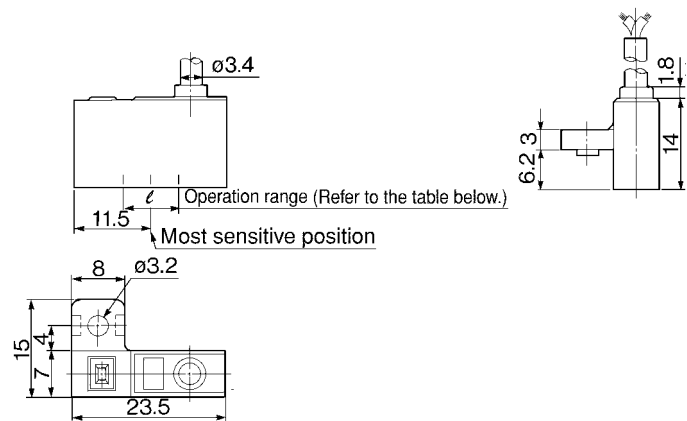 ø3.4
1.8
3
6.2
14
ℓ
Operation range (Refer to the table below.)
11.5
Most sensitive position
8
ø3.2
15
4
7
23.5